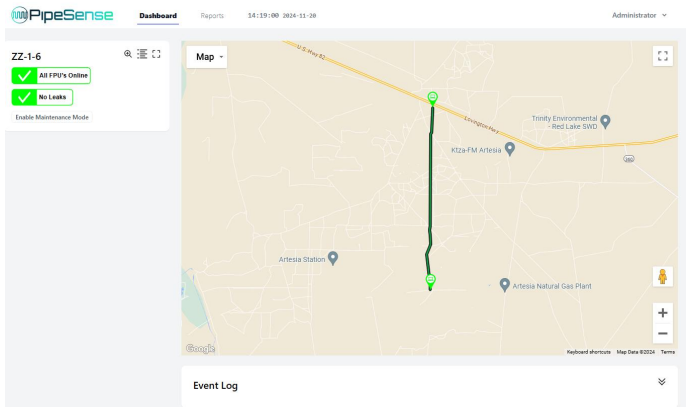 PipeSense
Dashboard
Reports
14:19:00 2024-11-20
Administrator
ZZ-1-6
All FPU's Online
No Leaks
Enable Maintenance Mode
Map
U.S. Hwy 82
Lovington Hwy
Trinity Environmental
- Red Lake SWD
Ktza-FM Artesia
Artesia Station
Artesia Natural Gas Plant
Google
Keyboard shortcuts Map Data ©2024 Terms
Event Log